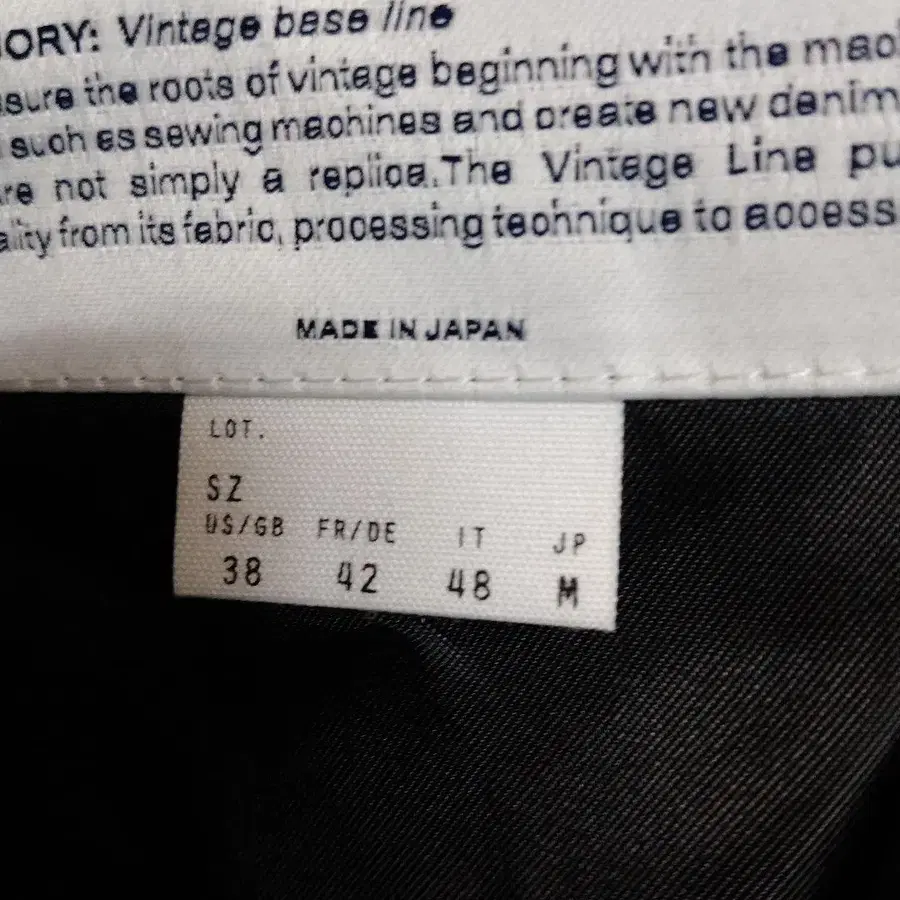 ORY: Vintage base line
sure the roots of vintage beginning with the mac
such as sewing machines and create new denim
re not simply a replica. The Vintage Line pu
ality from its fabric, processing technique to access
MADE IN JAPAN
LOT.
SZ
US/GB FR/DE IT JP
38 42 48 M